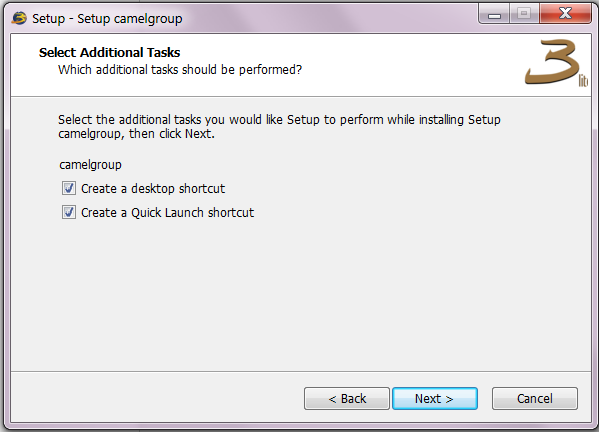 Setup - Setup camelgroup
Select Additional Tasks
Which additional tasks should be performed?
3
lite
Select the additional tasks you would like Setup to perform while installing Setup
camelgroup, then click Next.
camelgroup
Create a desktop shortcut
Create a Quick Launch shortcut
< Back
Next >
Cancel